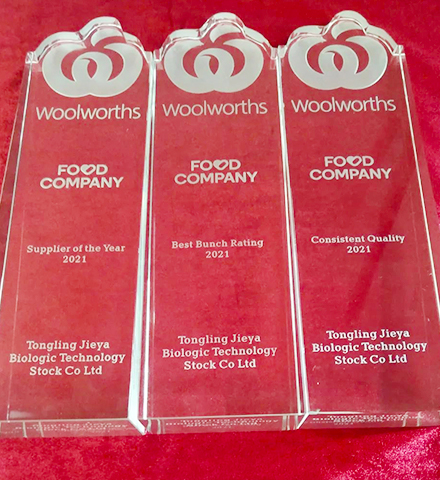 Woolworths
FOOD
COMPANY
Supplier of the Year
2021
Tongling Jieya
Biologic Technology
Stock Co Ltd
Woolworths
FOOD
COMPANY
Best Bunch Rating
2021
Tongling Jieya
Biologic Technology
Stock Co Ltd
Woolworths
FOOD
COMPANY
Consistent Quality
2021
Tongling Jieya
Biologic Technology
Stock Co Ltd